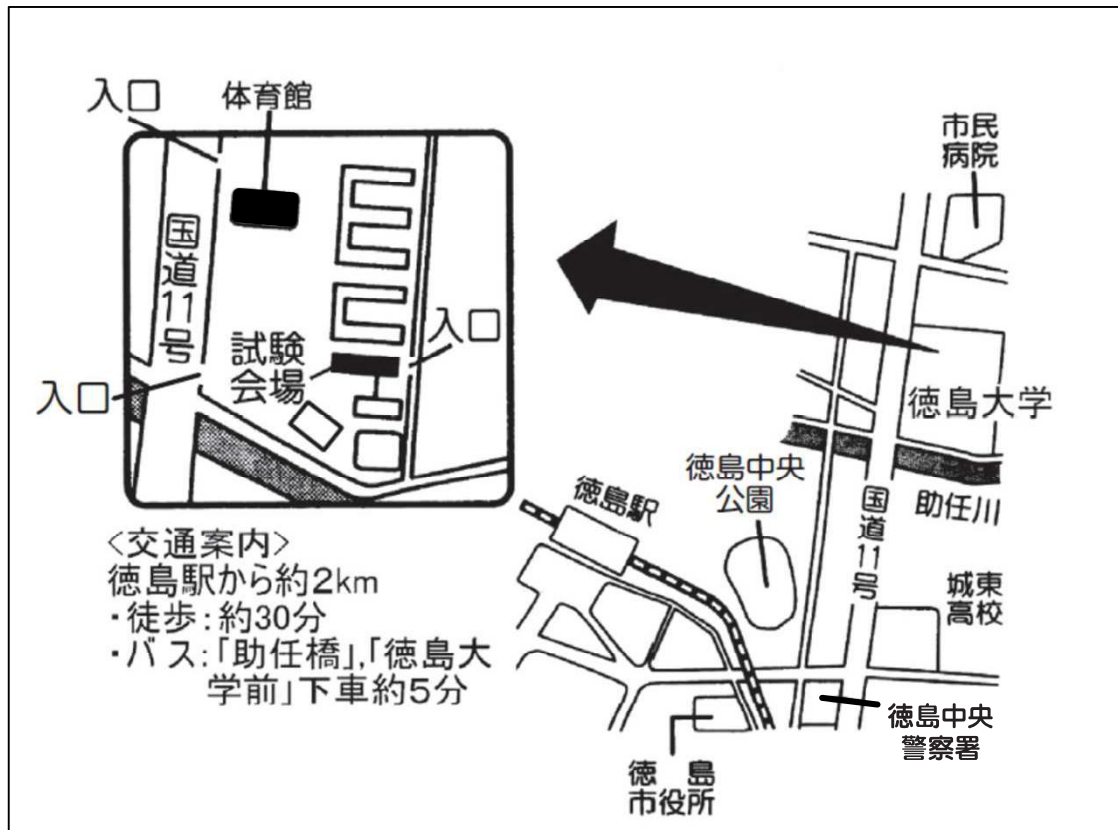 入口
体育館
国道11号
試験
会場
入口
入口
<交通案内>
徳島駅から約2km
・徒歩:約30分
・バス:「助任橋」,「徳島大
学前」下車約5分
市民
病院
徳島大学
助任川
徳島中央
公園
徳島駅
国道11号
城東
高校
徳島中央
警察署
徳島
市役所